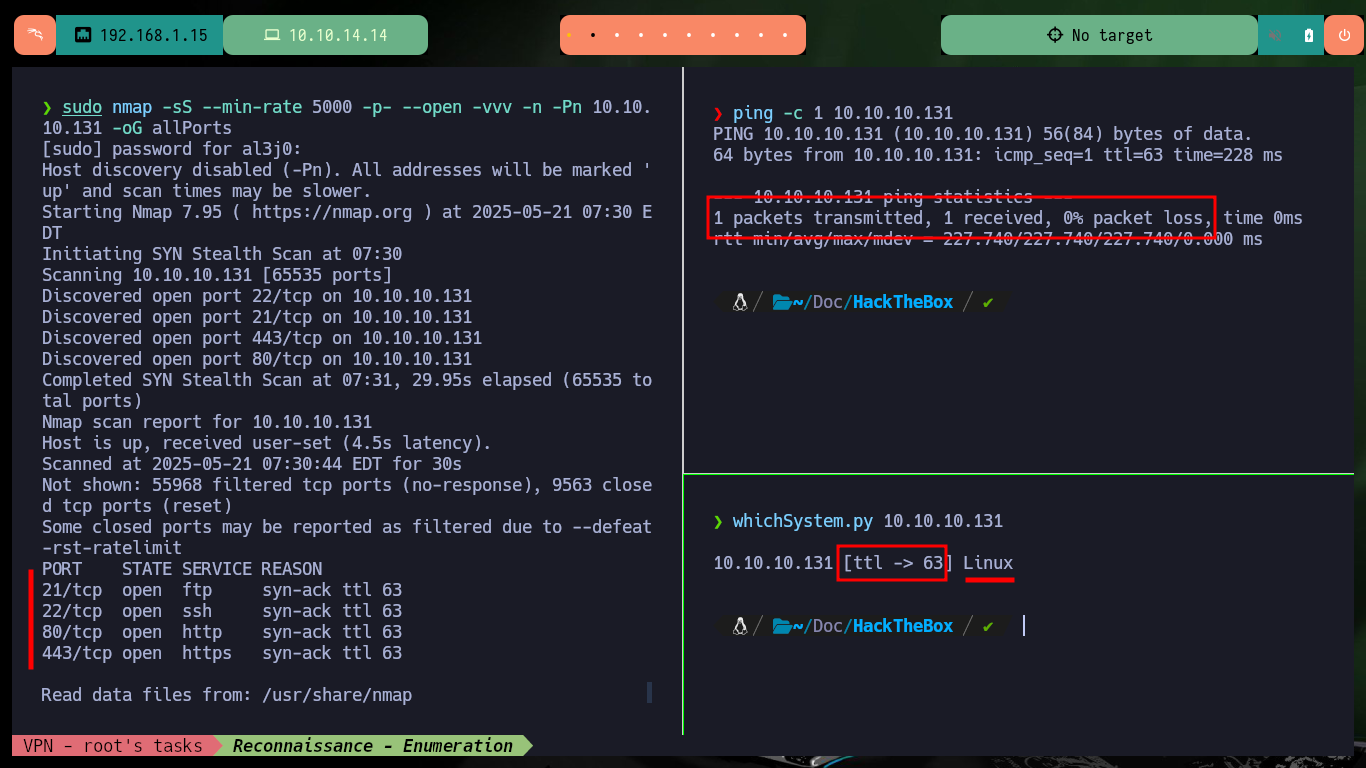 192.168.1.15
10.10.14.14
No target
❯ sudo nmap -sS --min-rate 5000 -p- --open -vvv -n -Pn 10.10.
10.131 -oG allPorts
[sudo] password for al3j0:
Host discovery disabled (-Pn). All addresses will be marked '
up' and scan times may be slower.
Starting Nmap 7.95 ( https://nmap.org ) at 2025-05-21 07:30 E
DT
Initiating SYN Stealth Scan at 07:30
Scanning 10.10.10.131 [65535 ports]
Discovered open port 22/tcp on 10.10.10.131
Discovered open port 21/tcp on 10.10.10.131
Discovered open port 443/tcp on 10.10.10.131
Discovered open port 80/tcp on 10.10.10.131
Completed SYN Stealth Scan at 07:31, 29.95s elapsed (65535 to
tal ports)
Nmap scan report for 10.10.10.131
Host is up, received user-set (4.5s latency).
Scanned at 2025-05-21 07:30:44 EDT for 30s
Not shown: 55968 filtered tcp ports (no-response), 9563 close
d tcp ports (reset)
Some closed ports may be reported as filtered due to --defeat
-rst-ratelimit
PORT    STATE SERVICE REASON
21/tcp  open  ftp     syn-ack ttl 63
22/tcp  open  ssh     syn-ack ttl 63
80/tcp  open  http    syn-ack ttl 63
443/tcp open  https   syn-ack ttl 63
Read data files from: /usr/share/nmap
❯ ping -c 1 10.10.10.131
PING 10.10.10.131 (10.10.10.131) 56(84) bytes of data.
64 bytes from 10.10.10.131: icmp_seq=1 ttl=63 time=228 ms
--- 10.10.10.131 ping statistics ---
1 packets transmitted, 1 received, 0% packet loss, time 0ms
rtt min/avg/max/mdev = 227.740/227.740/227.740/0.000 ms
/ ~/Doc/HackTheBox / ✔
❯ whichSystem.py 10.10.10.131
10.10.10.131 [ttl -> 63] Linux
/ ~/Doc/HackTheBox / ✔
VPN - root's tasks
Reconnaissance - Enumeration